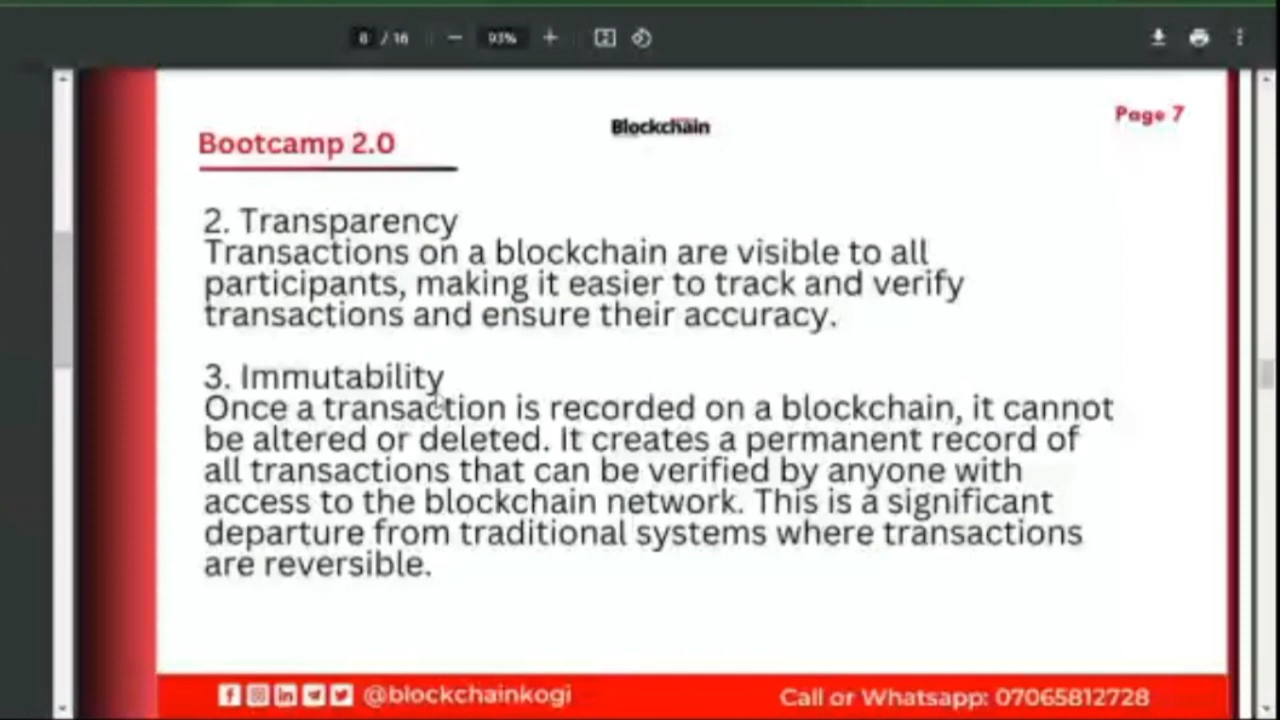 8 / 16
93%
Page 7
Blockchain
Bootcamp 2.0
2. Transparency
Transactions on a blockchain are visible to all
participants, making it easier to track and verify
transactions and ensure their accuracy.
3. Immutability
Once a transaction is recorded on a blockchain, it cannot
be altered or deleted. It creates a permanent record of
all transactions that can be verified by anyone with
access to the blockchain network. This is a significant
departure from traditional systems where transactions
are reversible.
@blockchainkogi
Call or Whatsapp: 07065812728